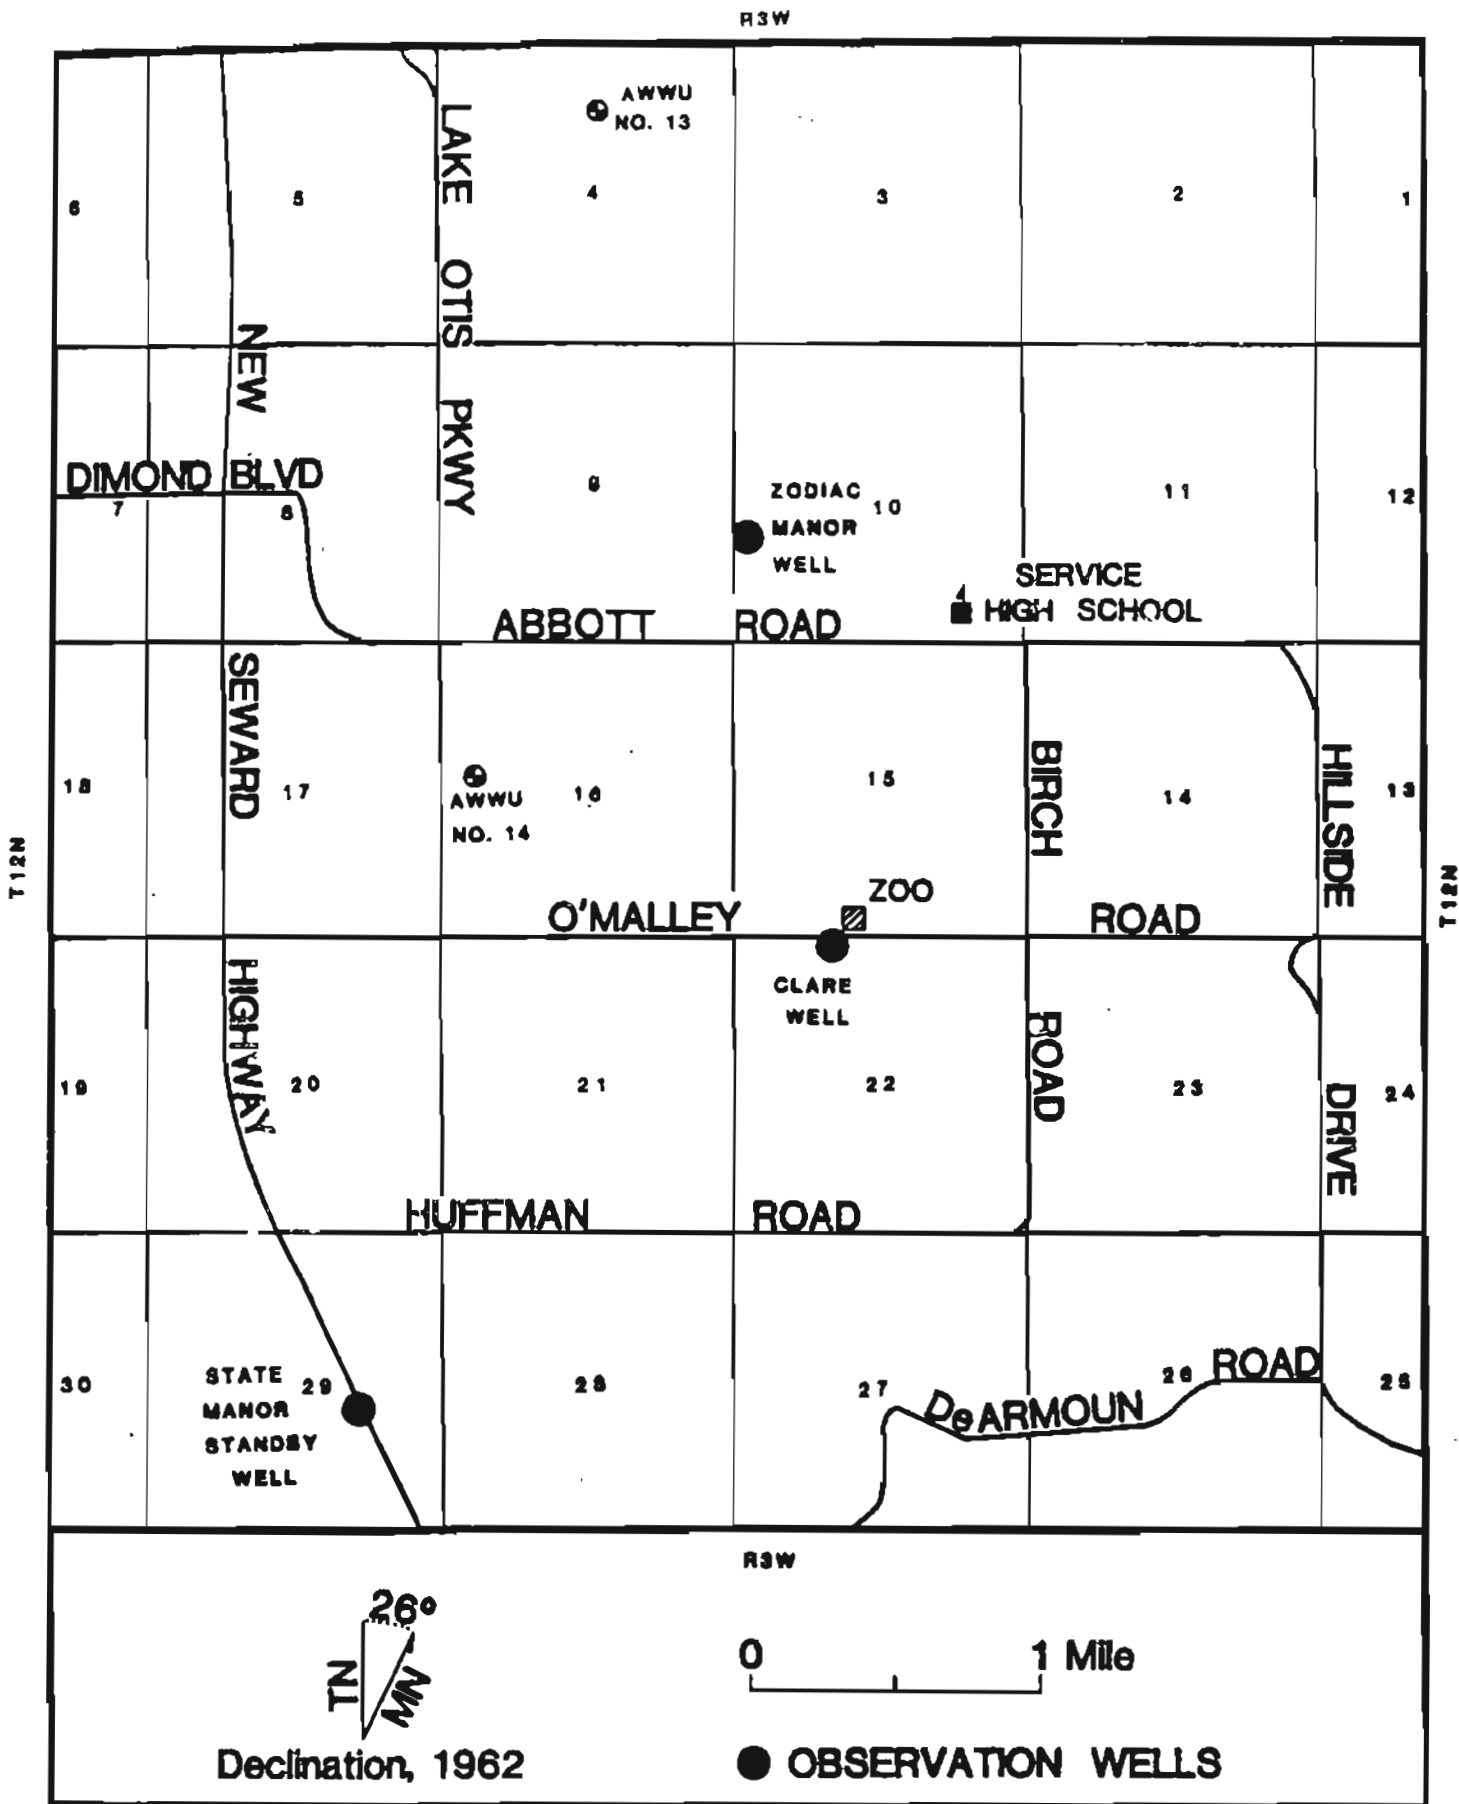 R3W
AWWU
NO. 13
LAKE OTIS PKWY
6
5
4
3
2
1
NEW SEWARD HIGHWAY
DIMOND BLVD
7
8
9
ZODIAC
MANOR
WELL
10
11
12
SERVICE
HIGH SCHOOL
ABBOTT ROAD
18
17
AWWU
NO. 14
16
15
BIRCH ROAD
14
HILLSIDE DRIVE
13
T12N
T12N
ZOO
O'MALLEY ROAD
CLARE
WELL
19
20
21
22
23
24
HUFFMAN ROAD
30
STATE
MANOR
STANDBY
WELL
29
28
27
26
25
DeARMOUN ROAD
R3W
26°
TN
MN
Declination, 1962
0 1 Mile
OBSERVATION WELLS